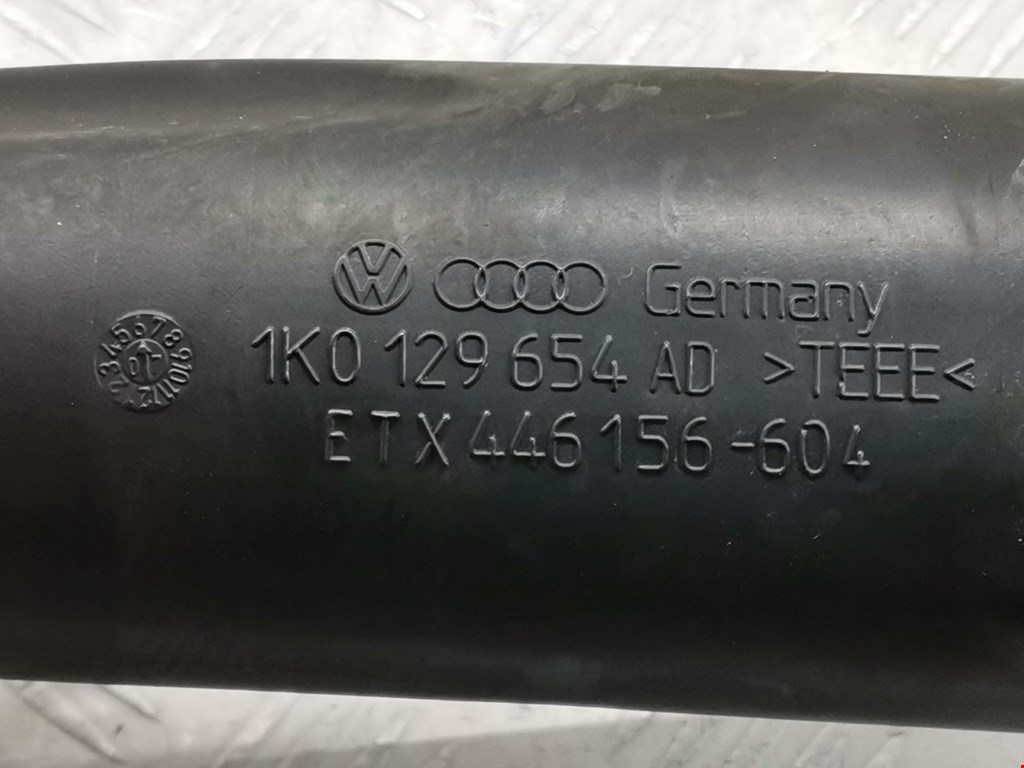 Germany
1K0 129 654 AD >TEEE<
ETX 446 156-604